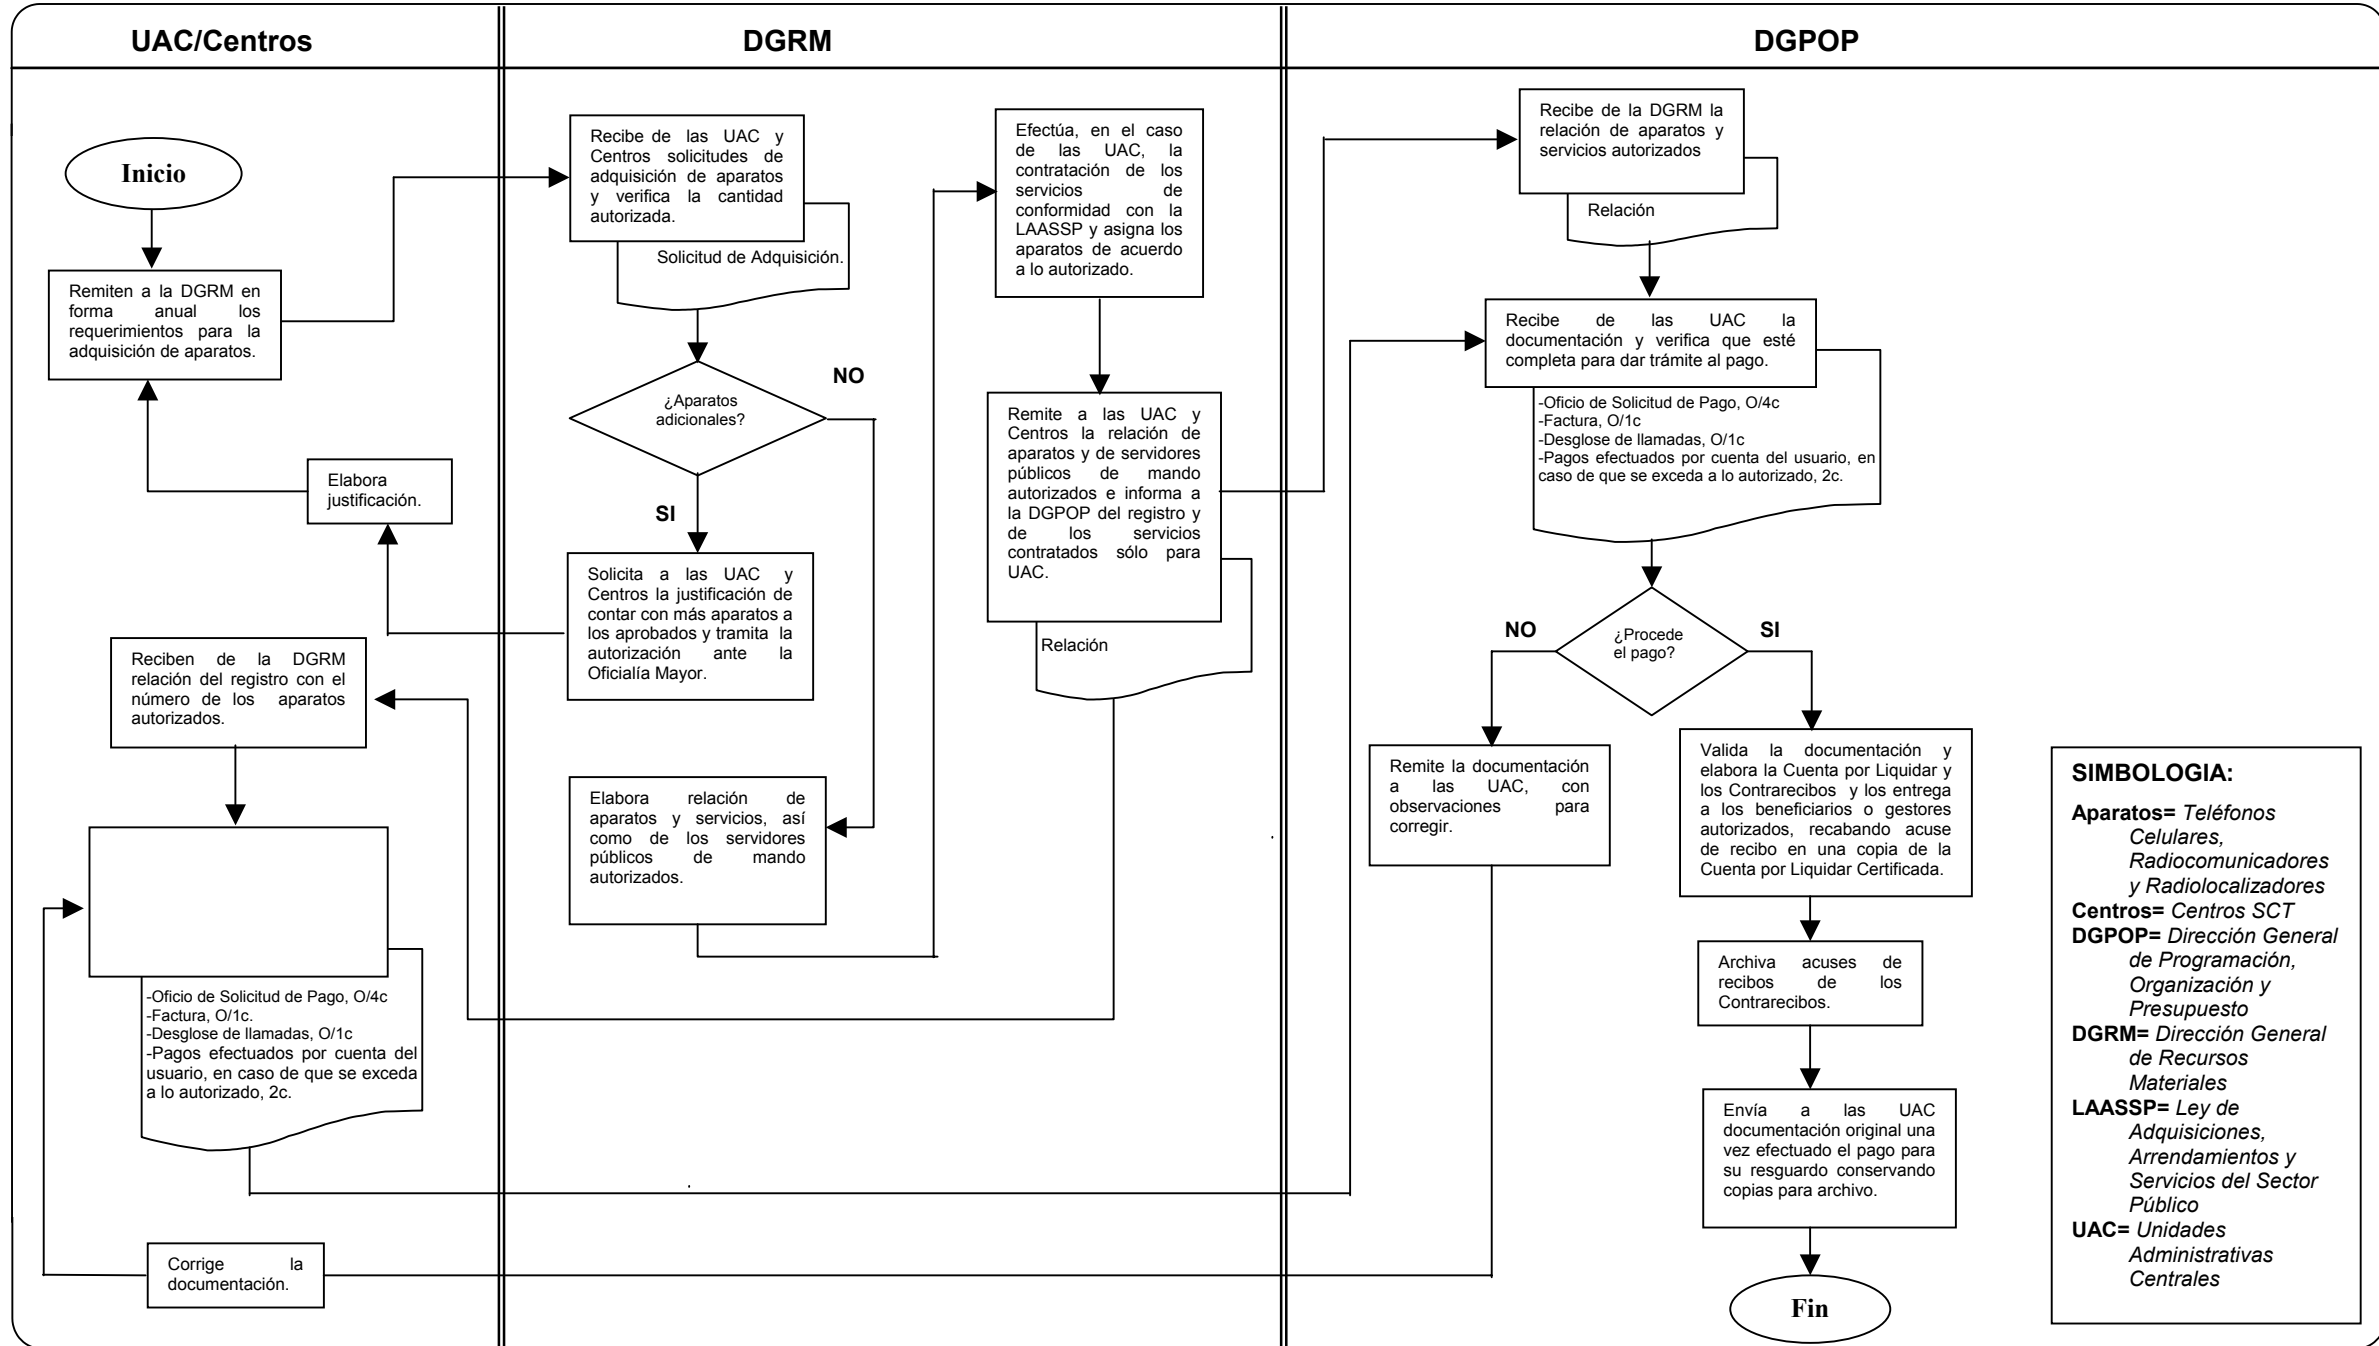 UAC/Centros
DGRM
DGPOP
Inicio
Remiten a la DGRM en
forma anual los
requerimientos para la
adquisición de aparatos.
Elabora
justificación.
Reciben de la DGRM
relación del registro con el
número de los aparatos
autorizados.
-Oficio de Solicitud de Pago, O/4c
-Factura, O/1c.
-Desglose de llamadas, O/1c
-Pagos efectuados por cuenta del
usuario, en caso de que se exceda
a lo autorizado, 2c.
Corrige la
documentación.
Recibe de las UAC y
Centros solicitudes de
adquisición de aparatos
y verifica la cantidad
autorizada.
Solicitud de Adquisición.
¿Aparatos
adicionales?
NO
SI
Solicita a las UAC y
Centros la justificación de
contar con más aparatos a
los aprobados y tramita la
autorización ante la
Oficialía Mayor.
Elabora relación de
aparatos y servicios, así
como de los servidores
públicos de mando
autorizados.
Efectúa, en el caso
de las UAC, la
contratación de los
servicios de
conformidad con la
LAASSP y asigna los
aparatos de acuerdo
a lo autorizado.
Remite a las UAC y
Centros la relación de
aparatos y de servidores
públicos de mando
autorizados e informa a
la DGPOP del registro y
de los servicios
contratados sólo para
UAC.
Relación
Recibe de la DGRM la
relación de aparatos y
servicios autorizados
Relación
Recibe de las UAC la
documentación y verifica que esté
completa para dar trámite al pago.
-Oficio de Solicitud de Pago, O/4c
-Factura, O/1c
-Desglose de llamadas, O/1c
-Pagos efectuados por cuenta del usuario, en
caso de que se exceda a lo autorizado, 2c.
¿Procede
el pago?
NO
SI
Remite la documentación
a las UAC, con
observaciones para
corregir.
Valida la documentación y
elabora la Cuenta por Liquidar y
los Contrarecibos y los entrega
a los beneficiarios o gestores
autorizados, recabando acuse
de recibo en una copia de la
Cuenta por Liquidar Certificada.
Archiva acuses de
recibos de los
Contrarecibos.
Envía a las UAC
documentación original una
vez efectuado el pago para
su resguardo conservando
copias para archivo.
Fin
SIMBOLOGIA:
Aparatos= Teléfonos
Celulares,
Radiocomunicadores
y Radiolocalizadores
Centros= Centros SCT
DGPOP= Dirección General
de Programación,
Organización y
Presupuesto
DGRM= Dirección General
de Recursos
Materiales
LAASSP= Ley de
Adquisiciones,
Arrendamientos y
Servicios del Sector
Público
UAC= Unidades
Administrativas
Centrales